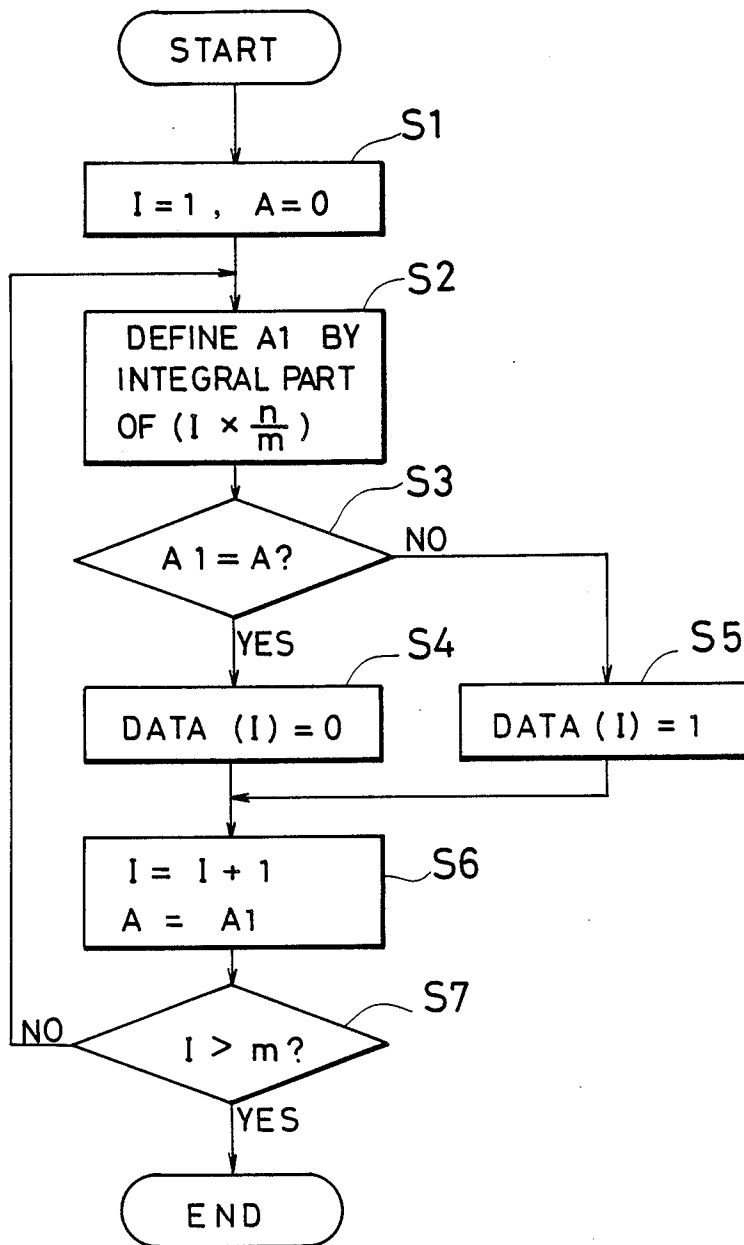 START
S1
I = 1 , A = 0
S2
DEFINE A1 BY
INTEGRAL PART
OF (I × n/m)
S3
A1 = A?
NO
YES
S4
S5
DATA (I) = 0
DATA (I) = 1
I = I + 1
S6
A = A1
S7
NO
I > m?
YES
END